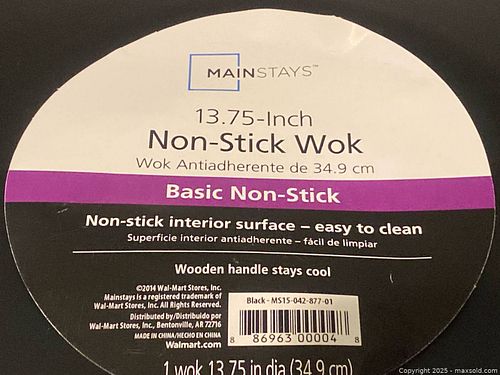 MAINSTAYS™
13.75-Inch
Non-Stick Wok
Wok Antiadherente de 34.9 cm
Basic Non-Stick
Non-stick interior surface – easy to clean
Superficie interior antiadherente – fácil de limpiar
Wooden handle stays cool
©2014 Wal-Mart Stores, Inc.
Mainstays is a registered trademark of
Wal-Mart Stores, Inc. All Rights Reserved.
Distributed by/Distribuido por
Wal-Mart Stores, Inc., Bentonville, AR 72716
MADE IN CHINA/HECHO EN CHINA
Walmart.com
Black - MS15-042-877-01
8 86963 00004 8
1 wok 13.75 in dia (34.9 cm)
Copyright 2025 - maxsold.com